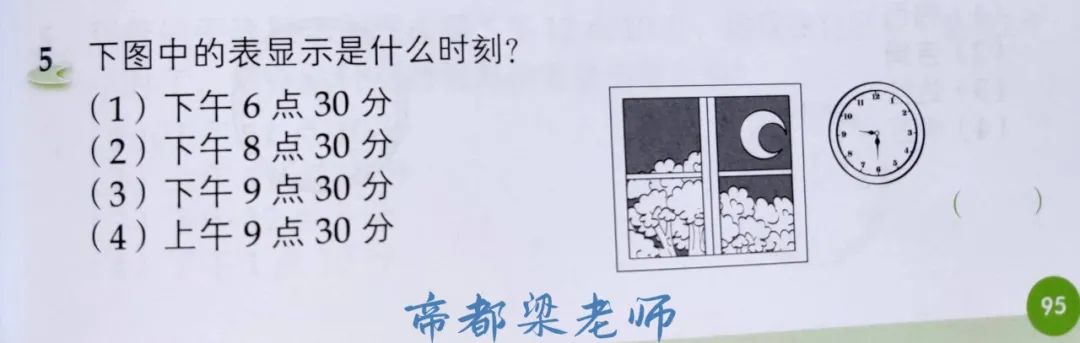 5 下图中的表显示是什么时刻?
(1) 下午 6 点 30 分
(2) 下午 8 点 30 分
(3) 下午 9 点 30 分
(4) 上午 9 点 30 分
12
11 1
10 2
9 3
8 4
7 5
6
( )
帝都梁老师
95